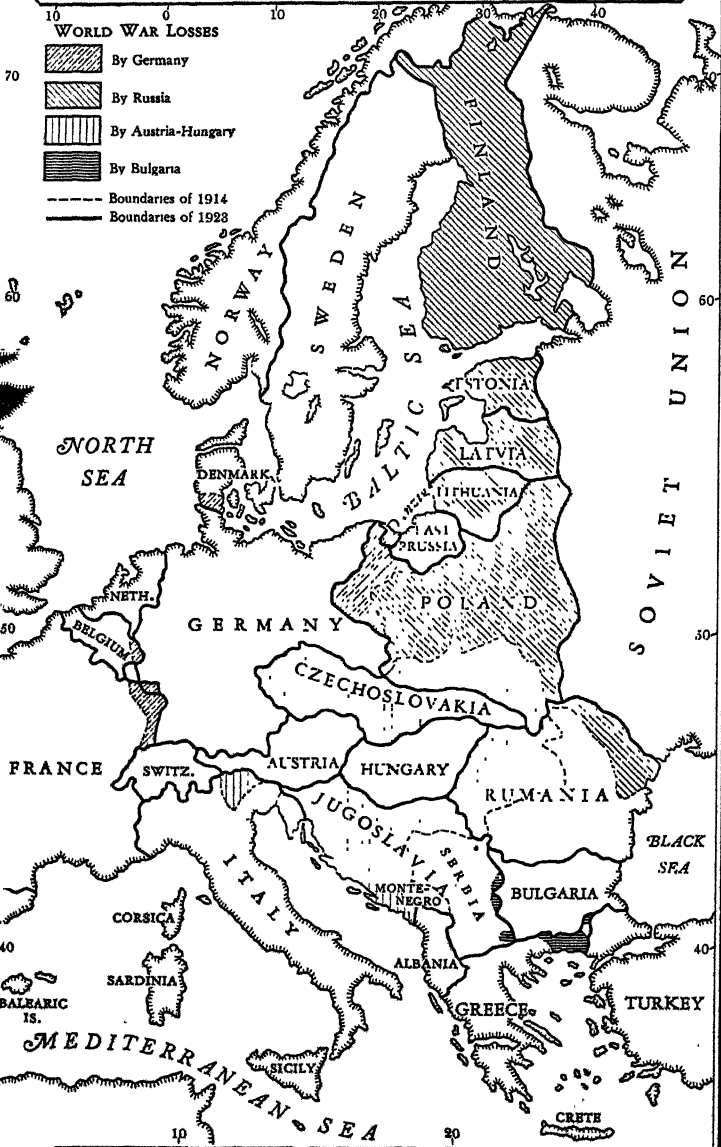 10 0 10 20 30 40
WORLD WAR LOSSES
By Germany
By Russia
By Austria-Hungary
By Bulgaria
Boundaries of 1914
Boundaries of 1923
70
FINLAND
NORWAY
SWEDEN
60
60
BALTIC SEA
SOVIET UNION
ESTONIA
NORTH
SEA
LATVIA
DENMARK
LITHUANIA
Danzig
EAST
PRUSSIA
NETH.
POLAND
GERMANY
50
BELGIUM
50
CZECHOSLOVAKIA
FRANCE
SWITZ.
AUSTRIA
HUNGARY
RUMANIA
JUGOSLAVIA
BLACK
SEA
SERBIA
ITALY
MONTE-
NEGRO
BULGARIA
CORSICA
40
40
ALBANIA
SARDINIA
BALEARIC
IS.
GREECE
TURKEY
MEDITERRANEAN SEA
SICILY
CRETE
10 20